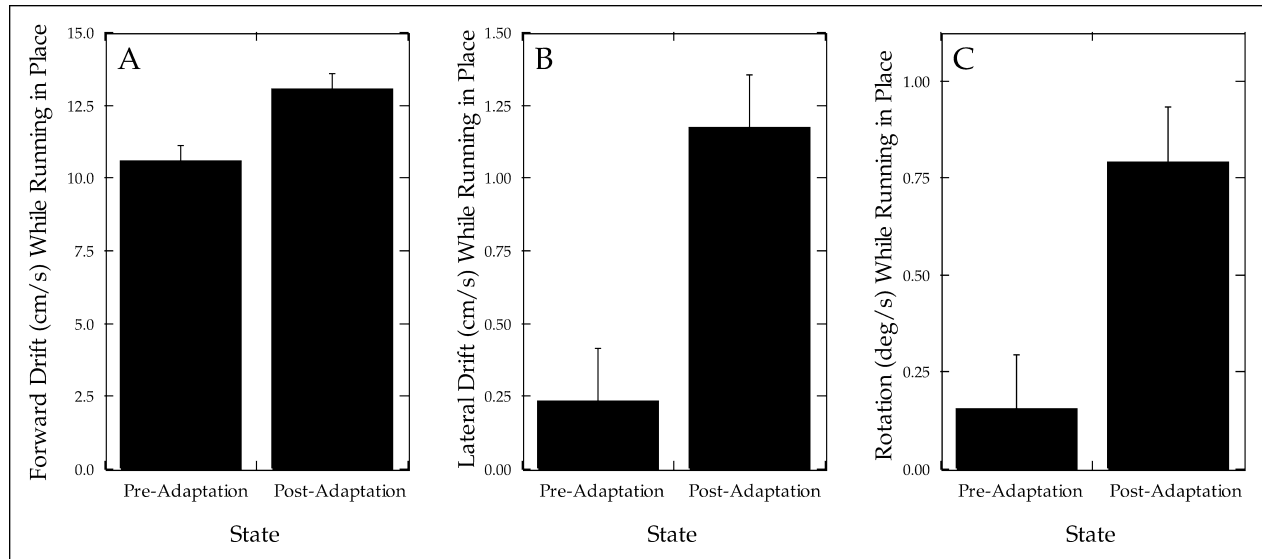 A
Forward Drift (cm/s) While Running in Place
15.0
12.5
10.0
7.5
5.0
2.5
0.0
Pre-Adaptation Post-Adaptation
State
B
Lateral Drift (cm/s) While Running in Place
1.50
1.25
1.00
0.75
0.50
0.25
0.00
Pre-Adaptation Post-Adaptation
State
C
Rotation (deg/s) While Running in Place
1.00
0.75
0.50
0.25
0.00
Pre-Adaptation Post-Adaptation
State